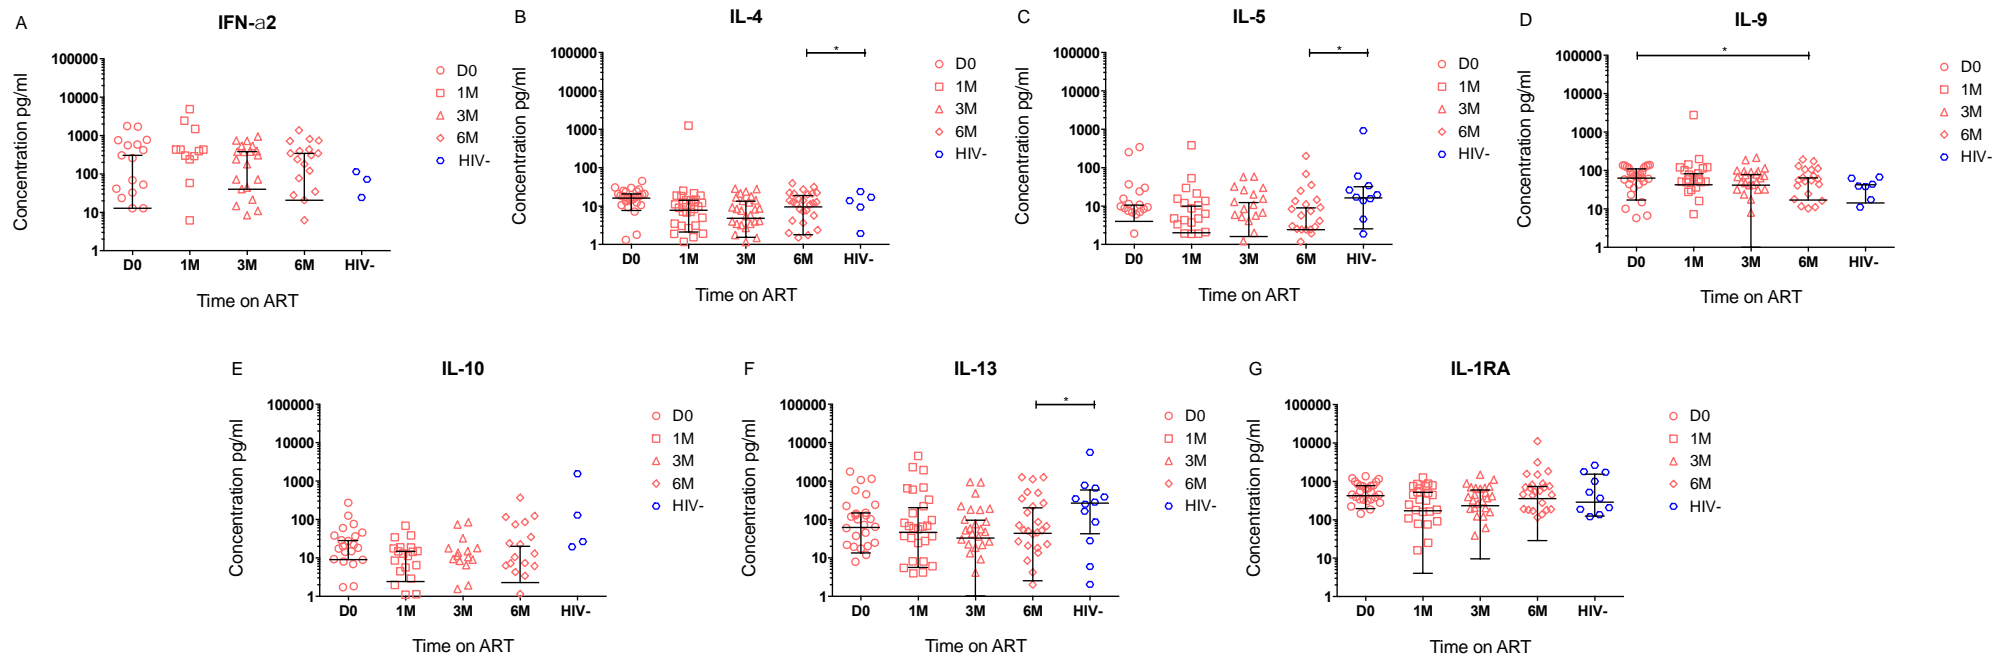 A
IFN-a2
Concentration pg/ml
100000
10000
1000
100
10
1
D0 1M 3M 6M HIV-
Time on ART
D0
1M
3M
6M
HIV-
B
IL-4
*
Concentration pg/ml
100000
10000
1000
100
10
1
D0 1M 3M 6M HIV-
Time on ART
D0
1M
3M
6M
HIV-
C
IL-5
*
Concentration pg/ml
100000
10000
1000
100
10
1
D0 1M 3M 6M HIV-
Time on ART
D0
1M
3M
6M
HIV-
D
IL-9
*
Concentration pg/ml
100000
10000
1000
100
10
1
D0 1M 3M 6M HIV-
Time on ART
D0
1M
3M
6M
HIV-
E
IL-10
Concentration pg/ml
100000
10000
1000
100
10
1
D0 1M 3M 6M HIV-
Time on ART
D0
1M
3M
6M
HIV-
F
IL-13
*
Concentration pg/ml
100000
10000
1000
100
10
1
D0 1M 3M 6M HIV-
Time on ART
D0
1M
3M
6M
HIV-
G
IL-1RA
Concentration pg/ml
100000
10000
1000
100
10
1
D0 1M 3M 6M HIV-
Time on ART
D0
1M
3M
6M
HIV-